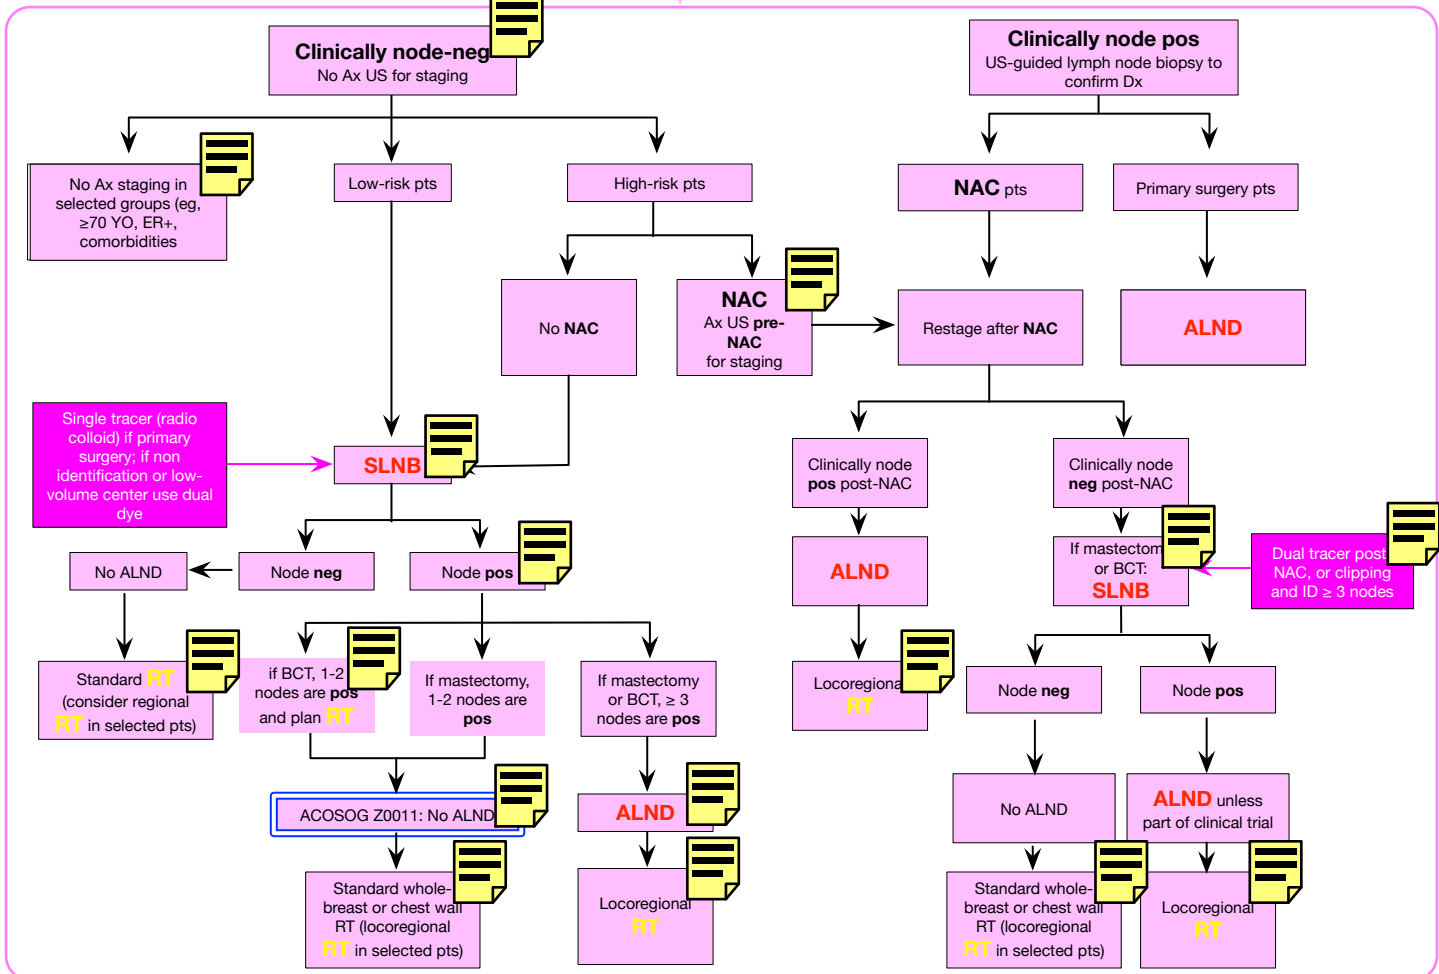 Clinically node-neg
No Ax US for staging
Clinically node pos
US-guided lymph node biopsy to
confirm Dx
No Ax staging in
selected groups (eg,
≥70 YO, ER+,
comorbidities
Low-risk pts
High-risk pts
NAC pts
Primary surgery pts
No NAC
NAC
Ax US pre-
NAC
for staging
Restage after NAC
ALND
Single tracer (radio
colloid) if primary
surgery; if non
identification or low-
volume center use dual
dye
SLNB
Clinically node
pos post-NAC
Clinically node
neg post-NAC
No ALND
Node neg
Node pos
ALND
If mastectom
or BCT:
SLNB
Dual tracer post
NAC, or clipping
and ID ≥ 3 nodes
Standard RT
(consider regional
RT in selected pts)
if BCT, 1-2
nodes are pos
and plan RT
If mastectomy,
1-2 nodes are
pos
If mastectomy
or BCT, ≥ 3
nodes are pos
Locoregional
RT
Node neg
Node pos
ACOSOG Z0011: No ALND
ALND
No ALND
ALND unless
part of clinical trial
Standard whole-
breast or chest wall
RT (locoregional
RT in selected pts)
Locoregional
RT
Standard whole-
breast or chest wall
RT (locoregional
RT in selected pts)
Locoregional
RT